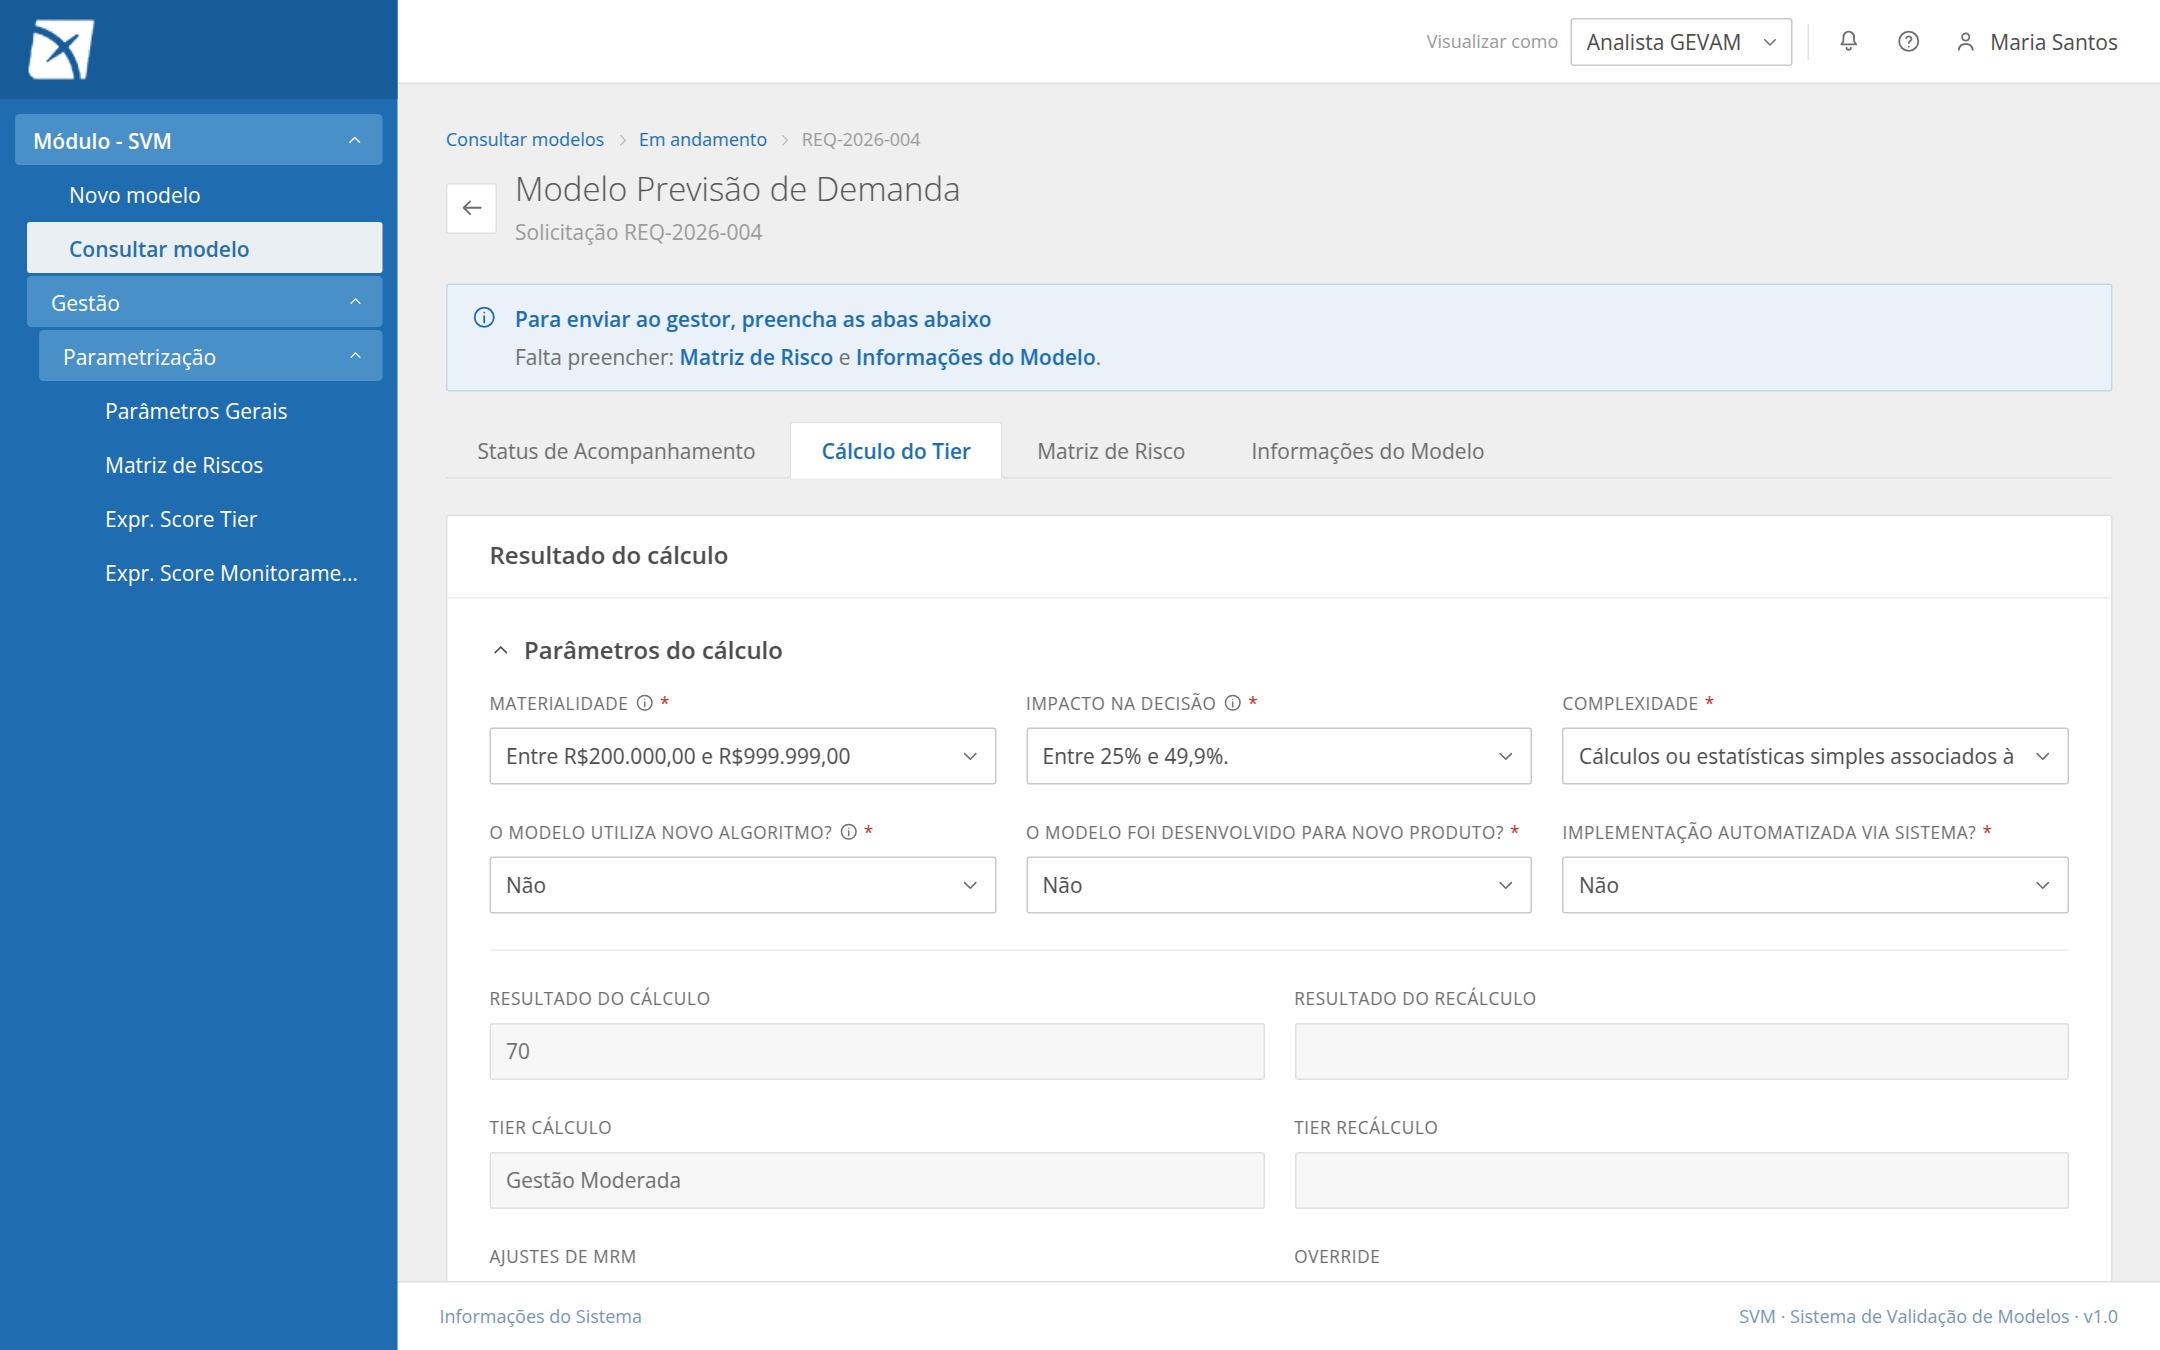 Visualizar como
Analista GEVAM
Maria Santos
Módulo - SVM
Novo modelo
Consultar modelo
Gestão
Parametrização
Parâmetros Gerais
Matriz de Riscos
Expr. Score Tier
Expr. Score Monitorame...
Consultar modelos > Em andamento > REQ-2026-004
Modelo Previsão de Demanda
Solicitação REQ-2026-004
Para enviar ao gestor, preencha as abas abaixo
Falta preencher: Matriz de Risco e Informações do Modelo.
Status de Acompanhamento
Cálculo do Tier
Matriz de Risco
Informações do Modelo
Resultado do cálculo
Parâmetros do cálculo
MATERIALIDADE *
Entre R$200.000,00 e R$999.999,00
IMPACTO NA DECISÃO *
Entre 25% e 49,9%.
COMPLEXIDADE *
Cálculos ou estatísticas simples associados à
O MODELO UTILIZA NOVO ALGORITMO? *
Não
O MODELO FOI DESENVOLVIDO PARA NOVO PRODUTO? *
Não
IMPLEMENTAÇÃO AUTOMATIZADA VIA SISTEMA? *
Não
RESULTADO DO CÁLCULO
70
RESULTADO DO RECÁLCULO
TIER CÁLCULO
Gestão Moderada
TIER RECÁLCULO
AJUSTES DE MRM
OVERRIDE
Informações do Sistema
SVM · Sistema de Validação de Modelos · v1.0